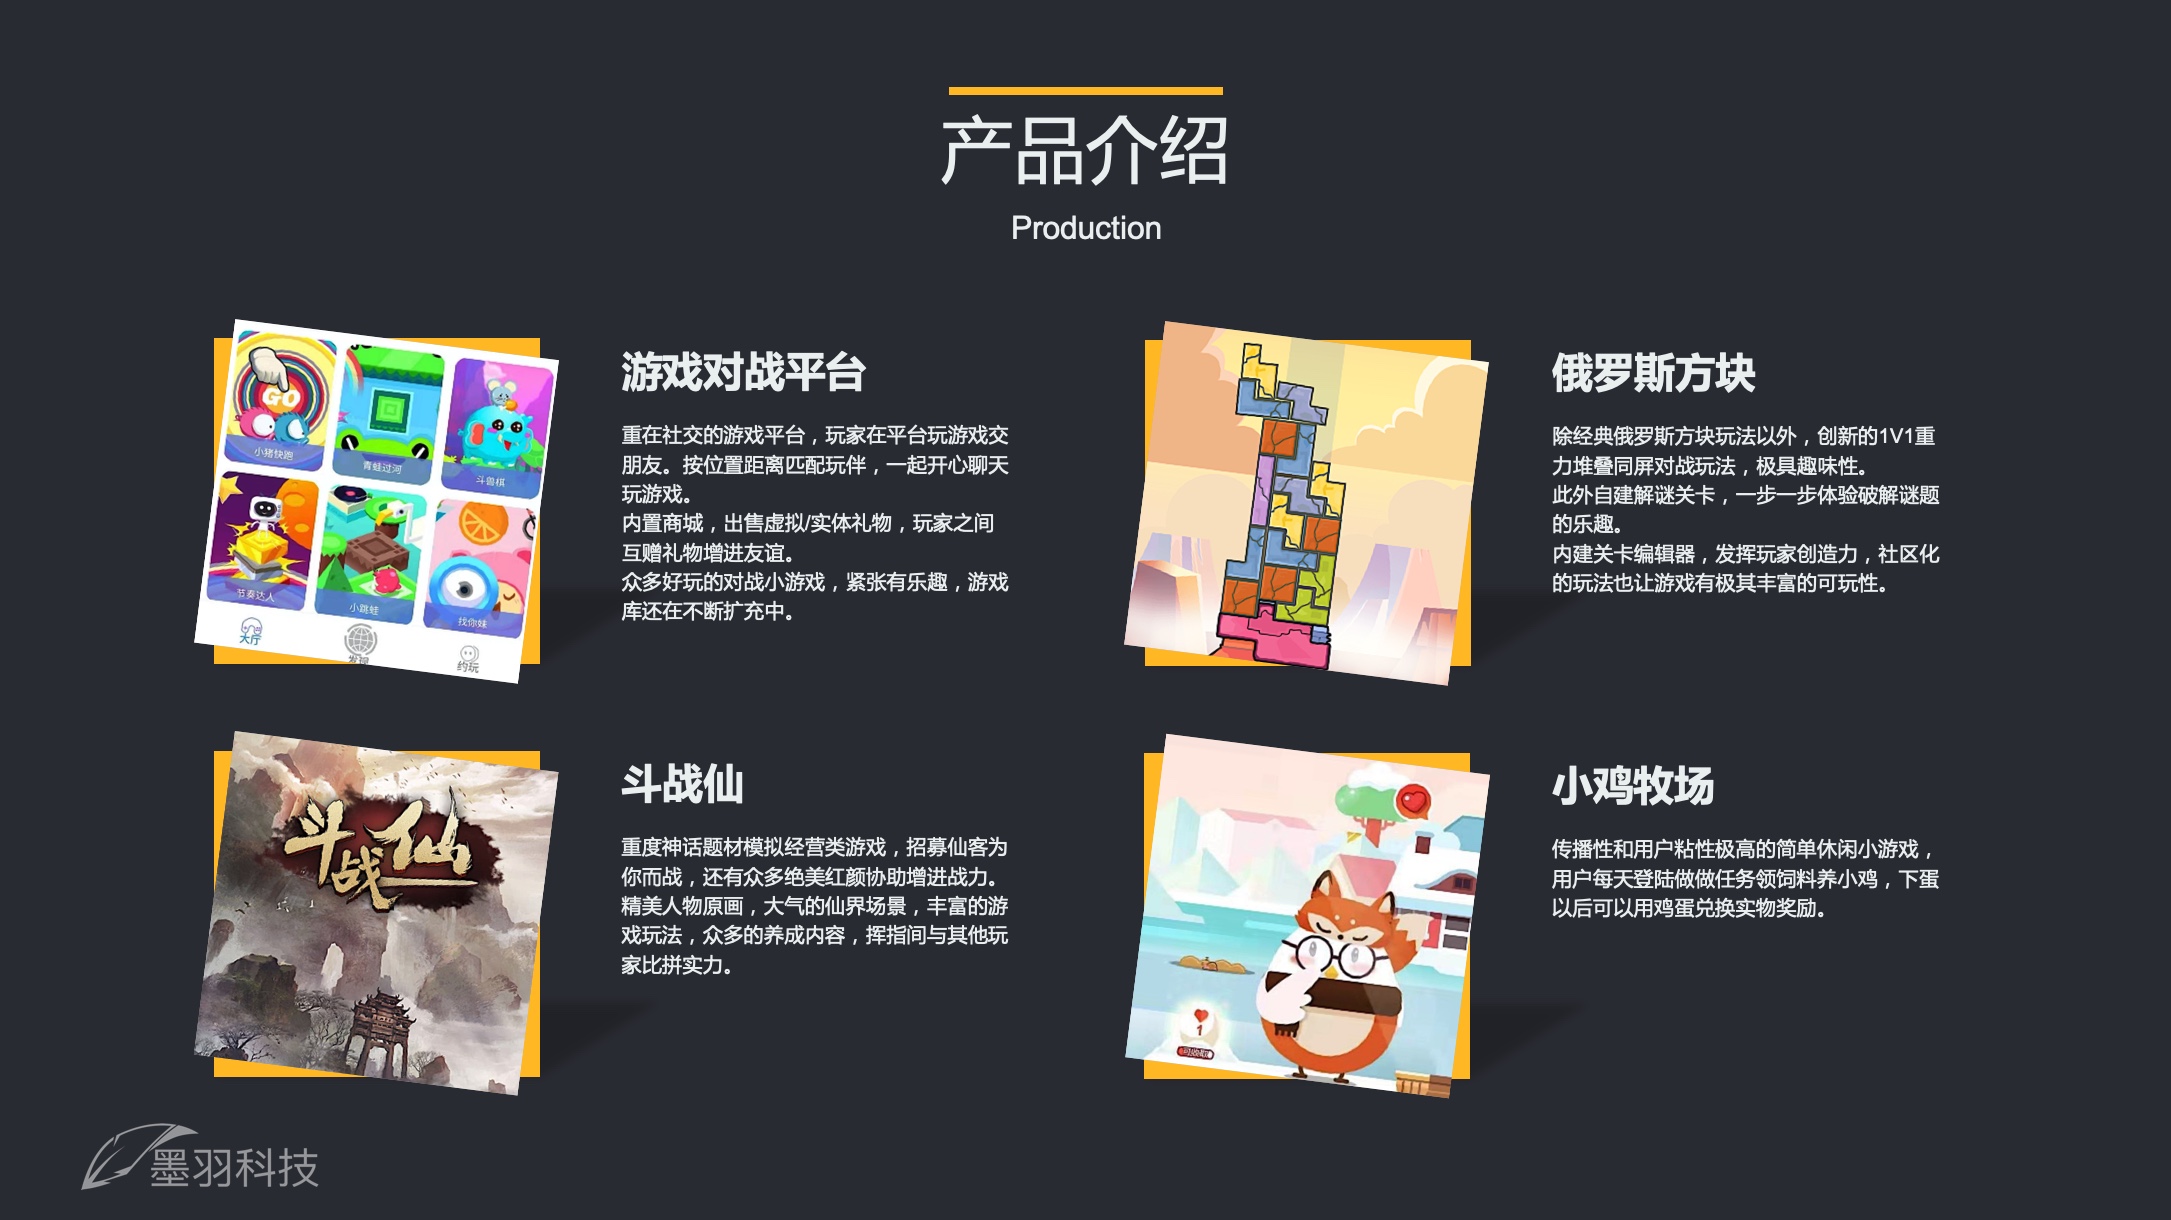 产品介绍
Production
GO
小猪快跑
青蛙过河
斗兽棋
节奏达人
小跳蛙
找你妹
大厅
发现
约玩
游戏对战平台
重在社交的游戏平台，玩家在平台玩游戏交
朋友。按位置距离匹配玩伴，一起开心聊天
玩游戏。
内置商城，出售虚拟/实体礼物，玩家之间
互赠礼物增进友谊。
众多好玩的对战小游戏，紧张有乐趣，游戏
库还在不断扩充中。
俄罗斯方块
除经典俄罗斯方块玩法以外，创新的1V1重
力堆叠同屏对战玩法，极具趣味性。
此外自建解谜关卡，一步一步体验破解谜题
的乐趣。
内建关卡编辑器，发挥玩家创造力，社区化
的玩法也让游戏有极其丰富的可玩性。
斗战仙
斗战仙
重度神话题材模拟经营类游戏，招募仙客为
你而战，还有众多绝美红颜协助增进战力。
精美人物原画，大气的仙界场景，丰富的游
戏玩法，众多的养成内容，挥指间与其他玩
家比拼实力。
1
小鸡牧场
传播性和用户粘性极高的简单休闲小游戏，
用户每天登陆做做任务领饲料养小鸡，下蛋
以后可以用鸡蛋兑换实物奖励。
墨羽科技